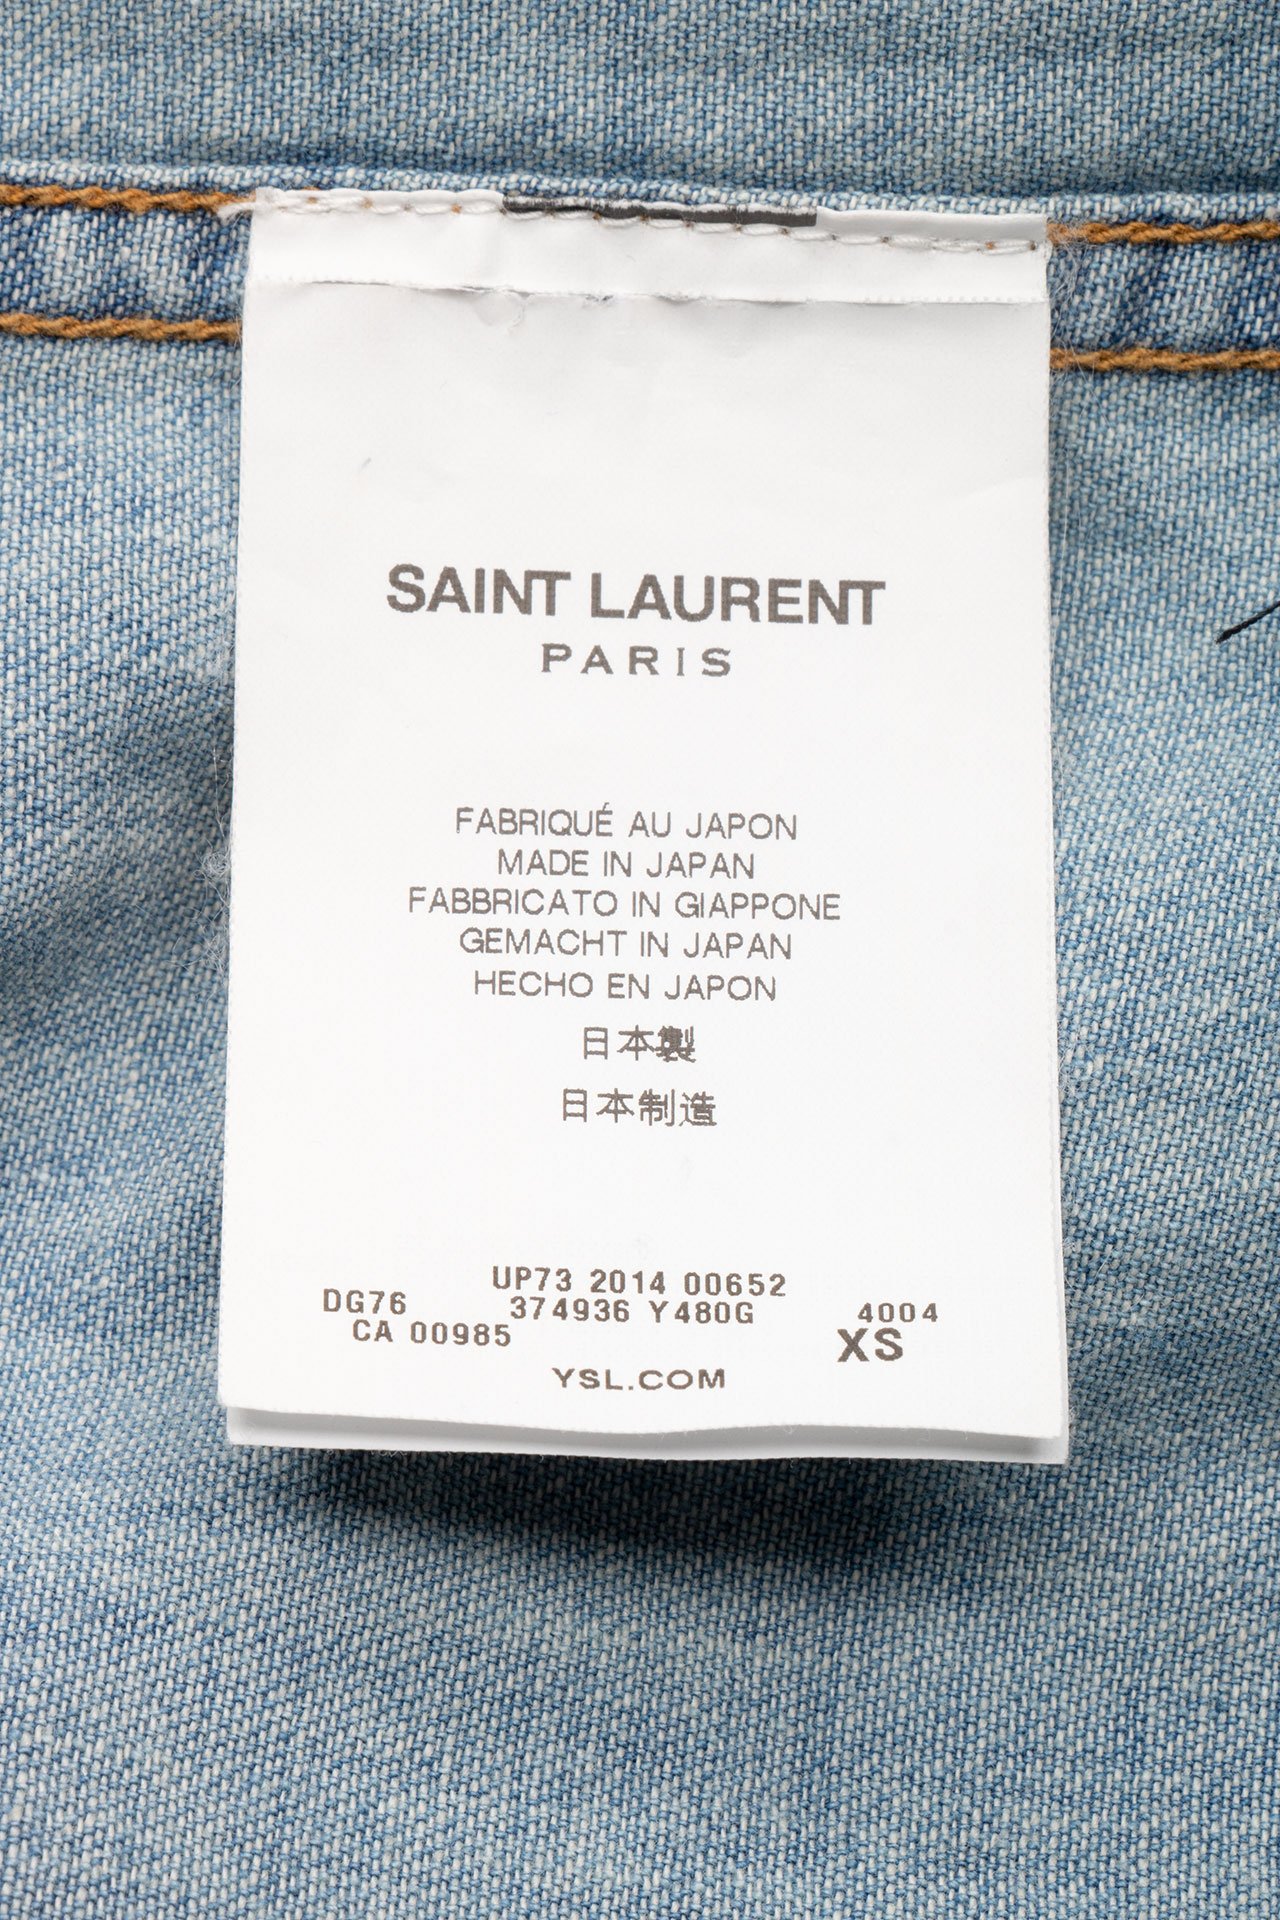 SAINT LAURENT
PARIS
FABRIQUÉ AU JAPON
MADE IN JAPAN
FABBRICATO IN GIAPPONE
GEMACHT IN JAPAN
HECHO EN JAPON
日本製
日本制造
UP73 2014 00652
DG76 374936 Y480G 4004
CA 00985 XS
YSL.COM